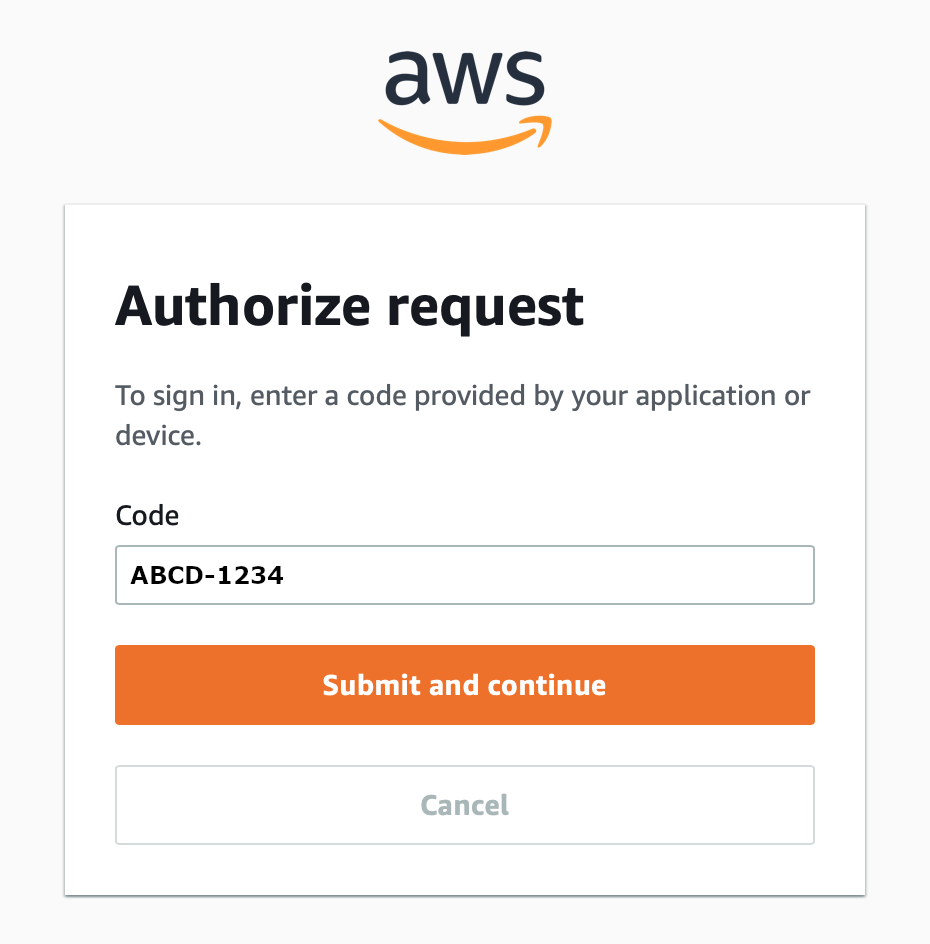 aws
Authorize request
To sign in, enter a code provided by your application or
device.
Code
ABCD-1234
Submit and continue
Cancel